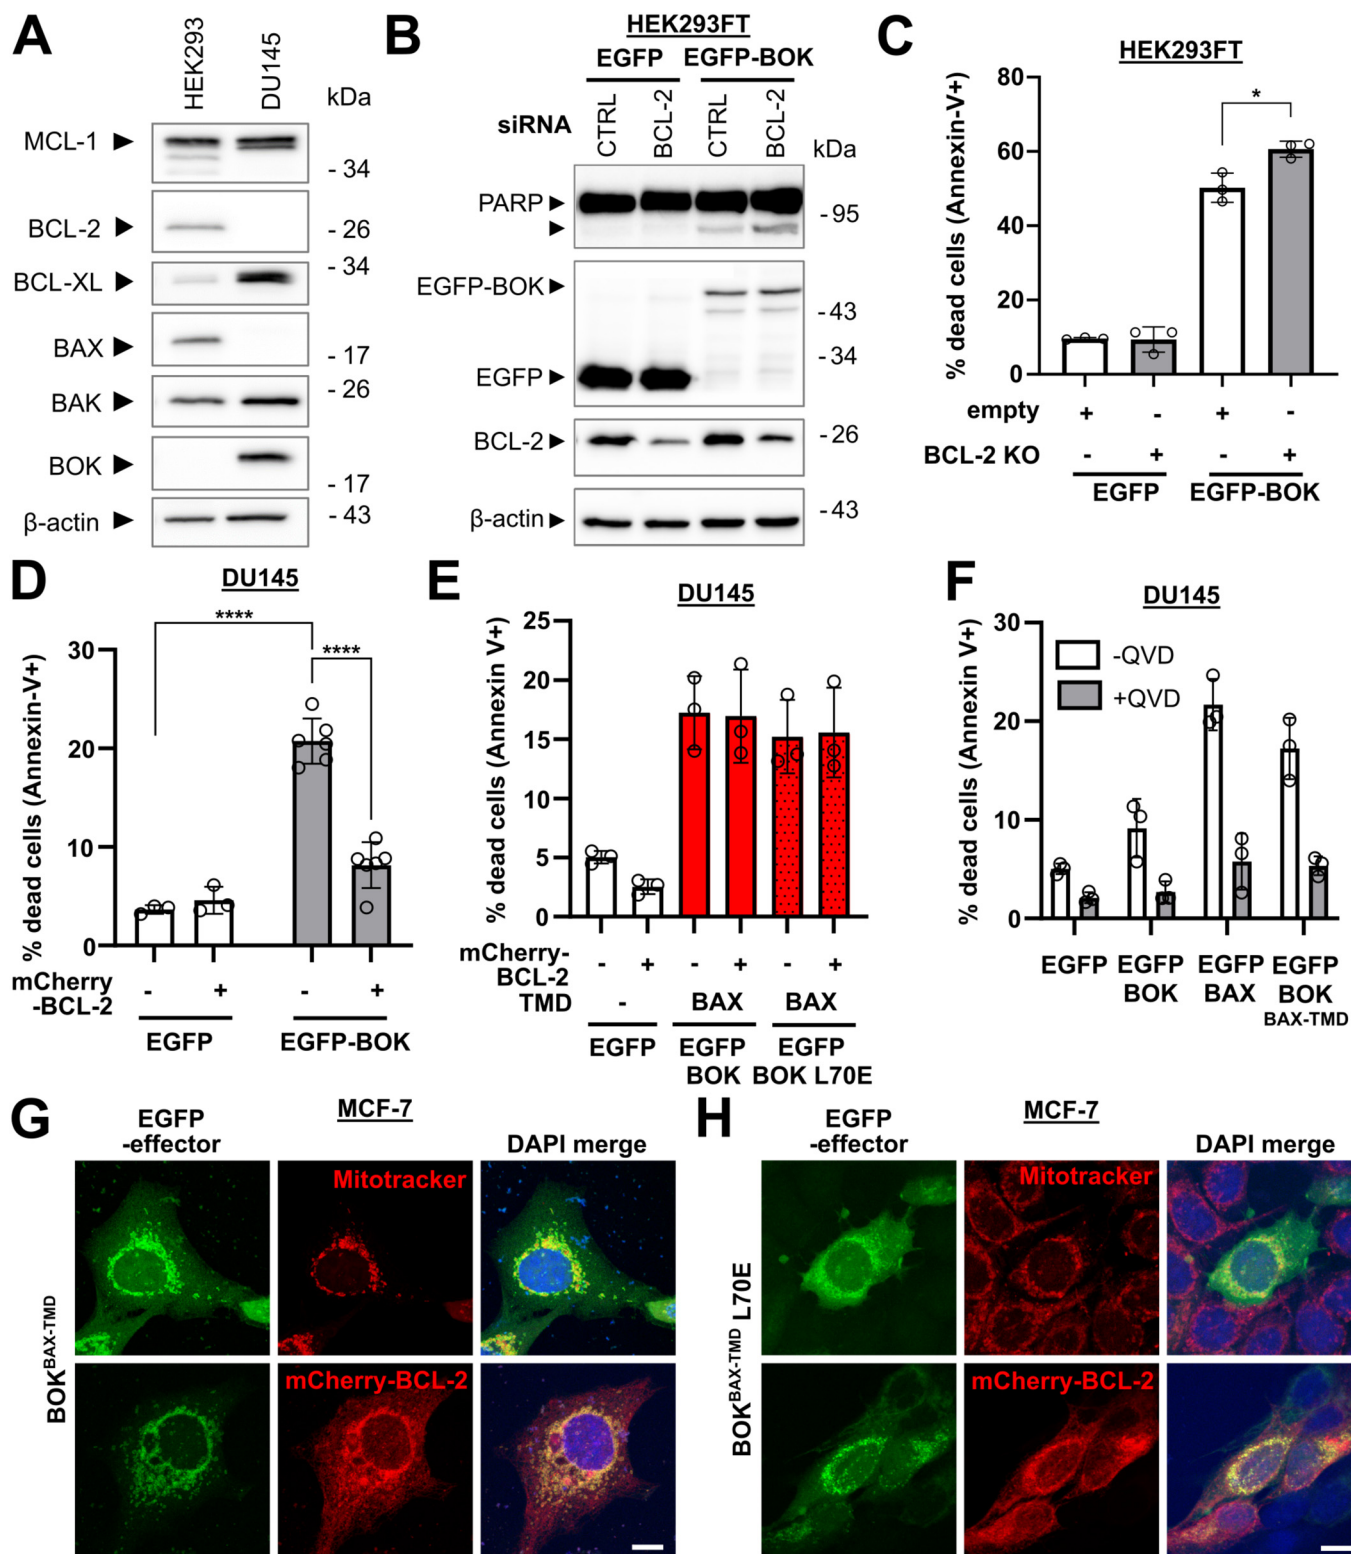 A
HEK293
DU145
kDa
MCL-1
- 34
BCL-2
- 26
BCL-XL
- 34
BAX
- 17
BAK
- 26
BOK
- 17
β-actin
- 43
B
HEK293FT
EGFP EGFP-BOK
siRNA
CTRL
BCL-2
CTRL
BCL-2
kDa
PARP
- 95
EGFP-BOK
- 43
- 34
EGFP
BCL-2
- 26
β-actin
- 43
C
HEK293FT
% dead cells (Annexin-V+)
80
60
40
20
0
*
empty + - + -
BCL-2 KO - + - +
EGFP EGFP-BOK
D
DU145
% dead cells (Annexin-V+)
30
20
10
0
****
****
mCherry
-BCL-2
- + - +
EGFP EGFP-BOK
E
DU145
% dead cells (Annexin V+)
25
20
15
10
5
0
mCherry-
BCL-2
- + - + - +
TMD - BAX BAX
EGFP EGFP EGFP
BOK BOK L70E
F
DU145
% dead cells (Annexin V+)
30
20
10
0
-QVD
+QVD
EGFP EGFP EGFP EGFP
BOK BAX BOK
BAX-TMD
G
EGFP
-effector
MCF-7
DAPI merge
Mitotracker
mCherry-BCL-2
BOK BAX-TMD
H
EGFP
-effector
MCF-7
DAPI merge
Mitotracker
mCherry-BCL-2
BOK BAX-TMD L70E